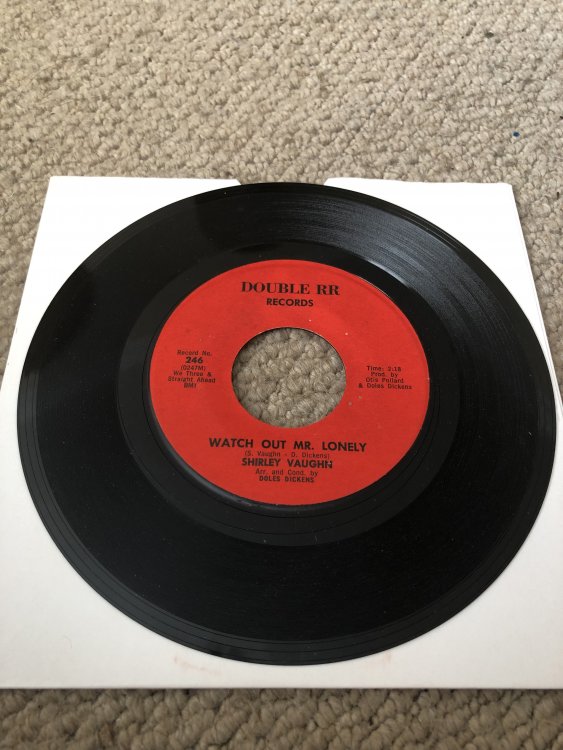 DOUBLE RR
RECORDS
Record No.
246
(0247M)
We Three &
Straight Ahead
BMI
Time: 2:18
Prod. by
Otis Pollard
& Doles Dickens
WATCH OUT MR. LONELY
(S. Vaughn - D. Dickens)
SHIRLEY VAUGHN
Arr. and Cond. by
DOLES DICKENS